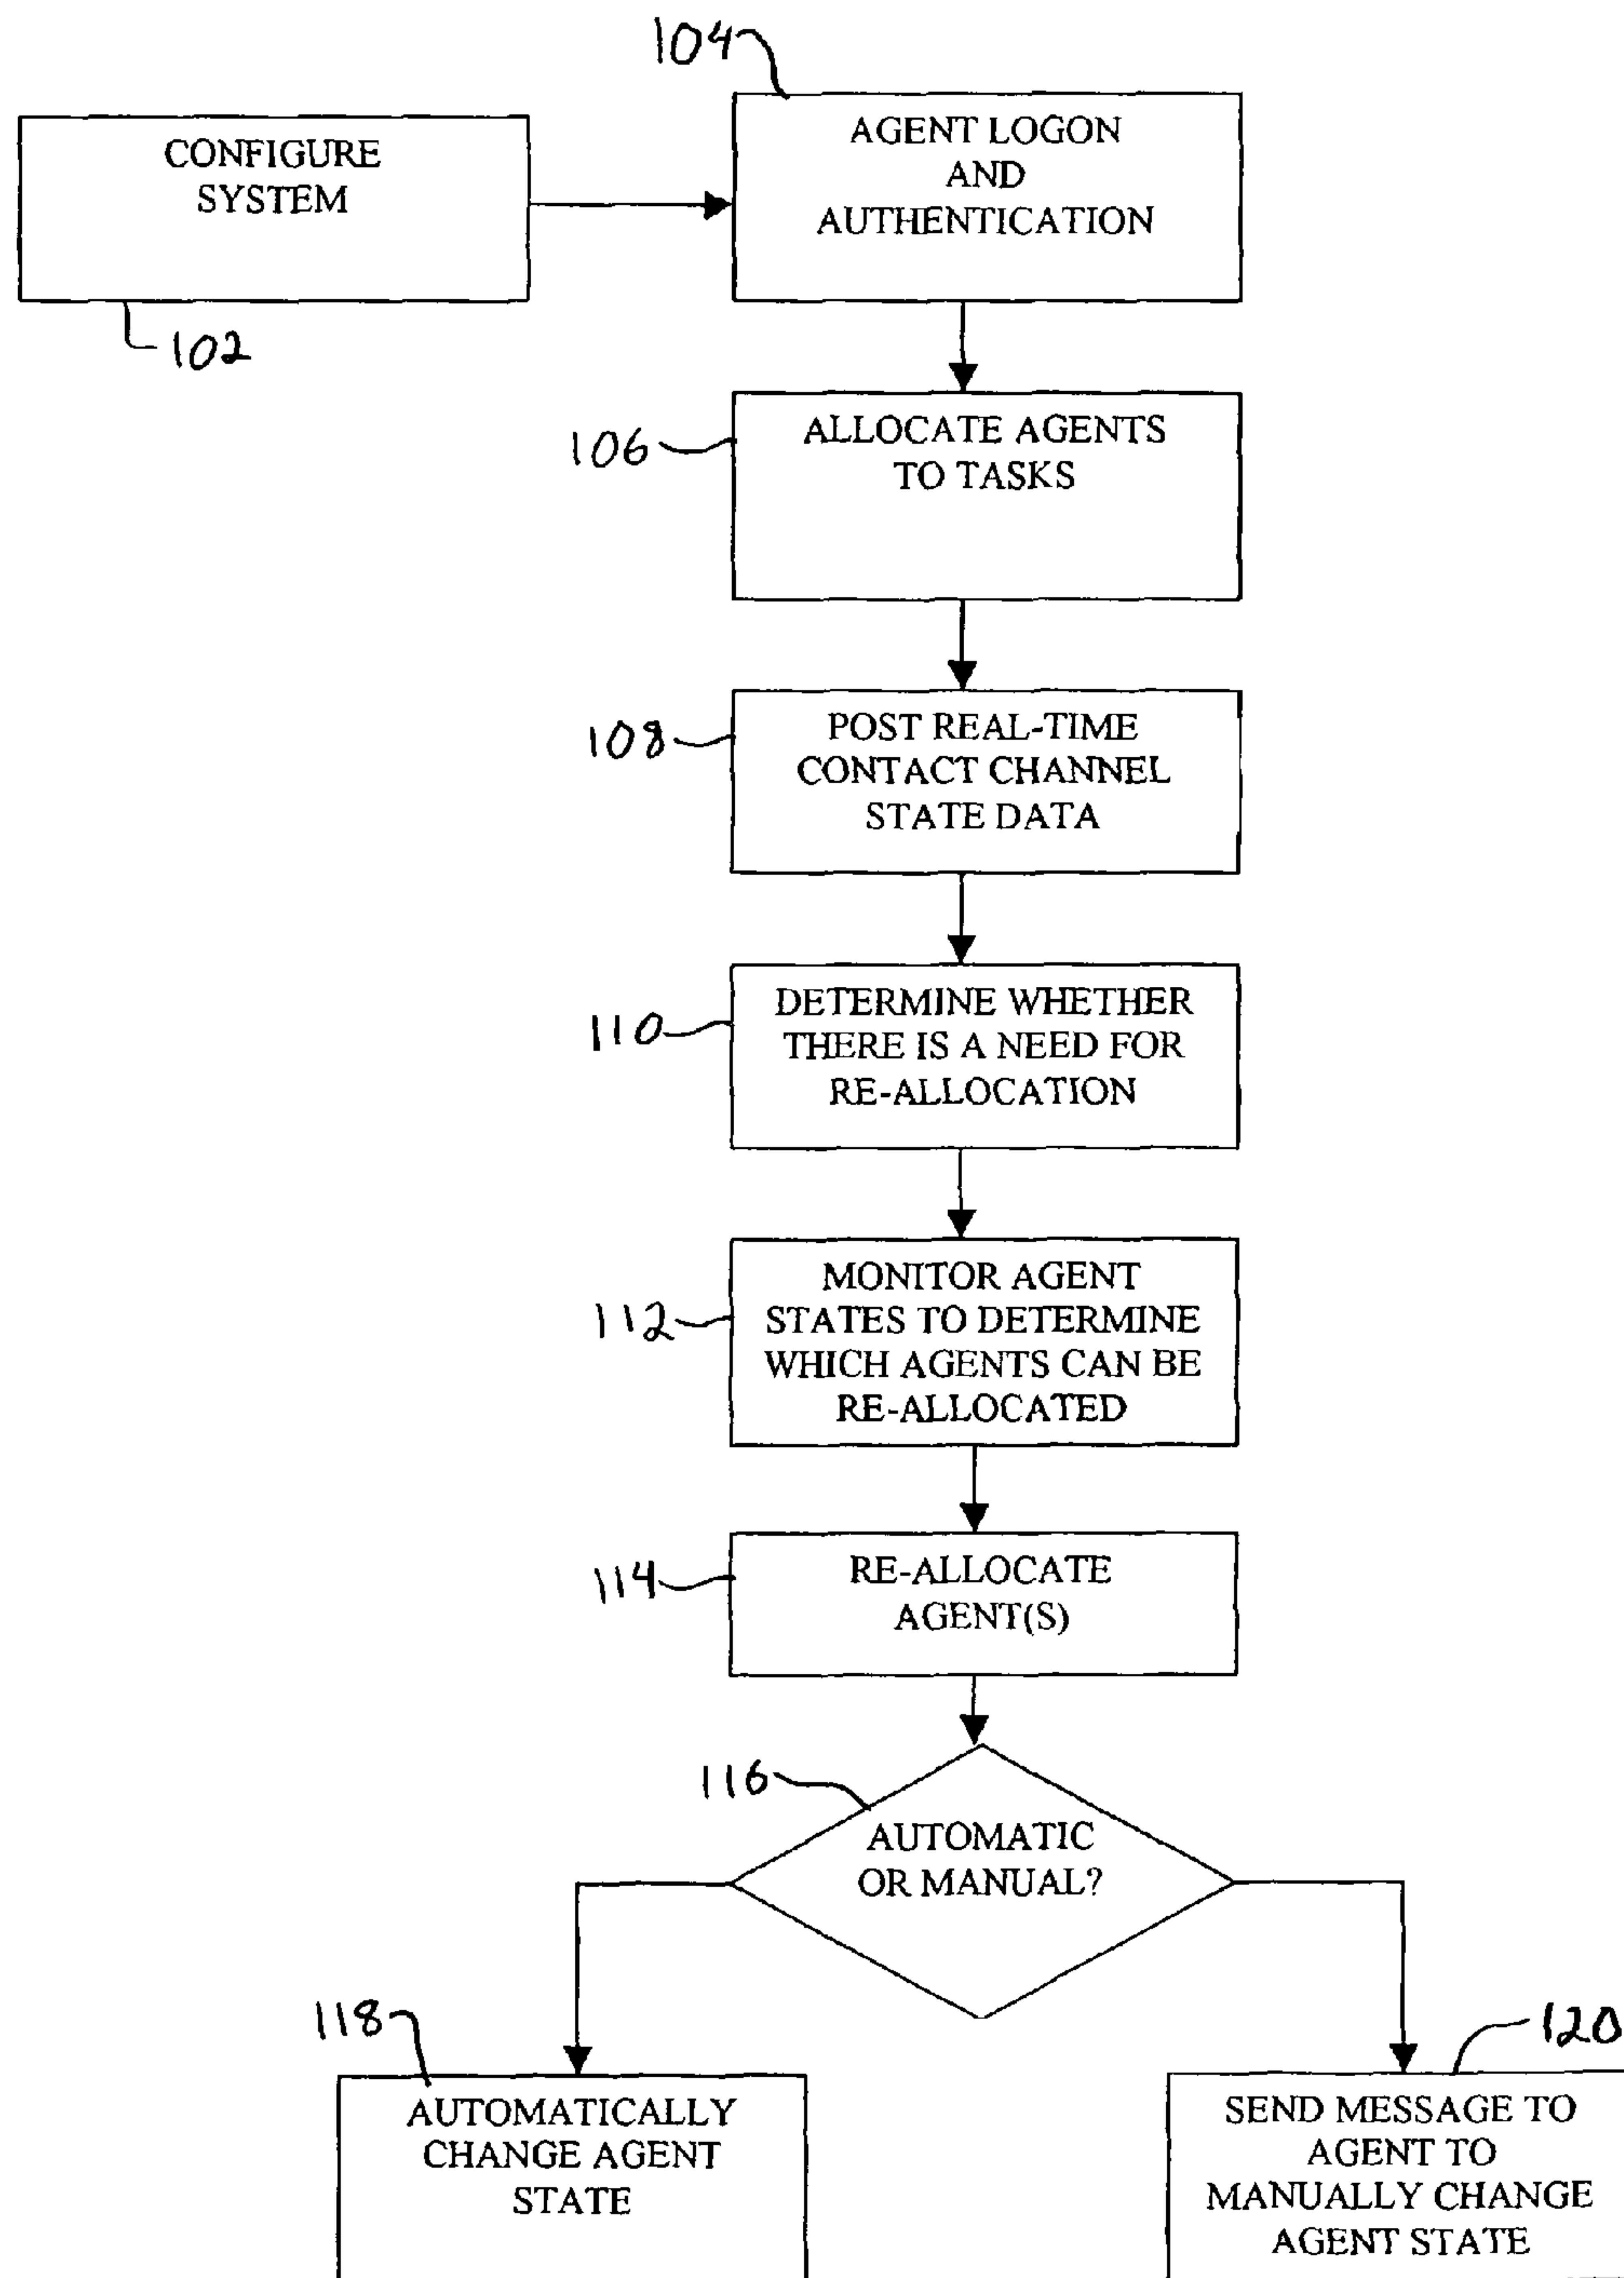 104
CONFIGURE
SYSTEM
102
AGENT LOGON
AND
AUTHENTICATION
106
ALLOCATE AGENTS
TO TASKS
108
POST REAL-TIME
CONTACT CHANNEL
STATE DATA
110
DETERMINE WHETHER
THERE IS A NEED FOR
RE-ALLOCATION
112
MONITOR AGENT
STATES TO DETERMINE
WHICH AGENTS CAN BE
RE-ALLOCATED
114
RE-ALLOCATE
AGENT(S)
116
AUTOMATIC
OR MANUAL?
118
AUTOMATICALLY
CHANGE AGENT
STATE
120
SEND MESSAGE TO
AGENT TO
MANUALLY CHANGE
AGENT STATE